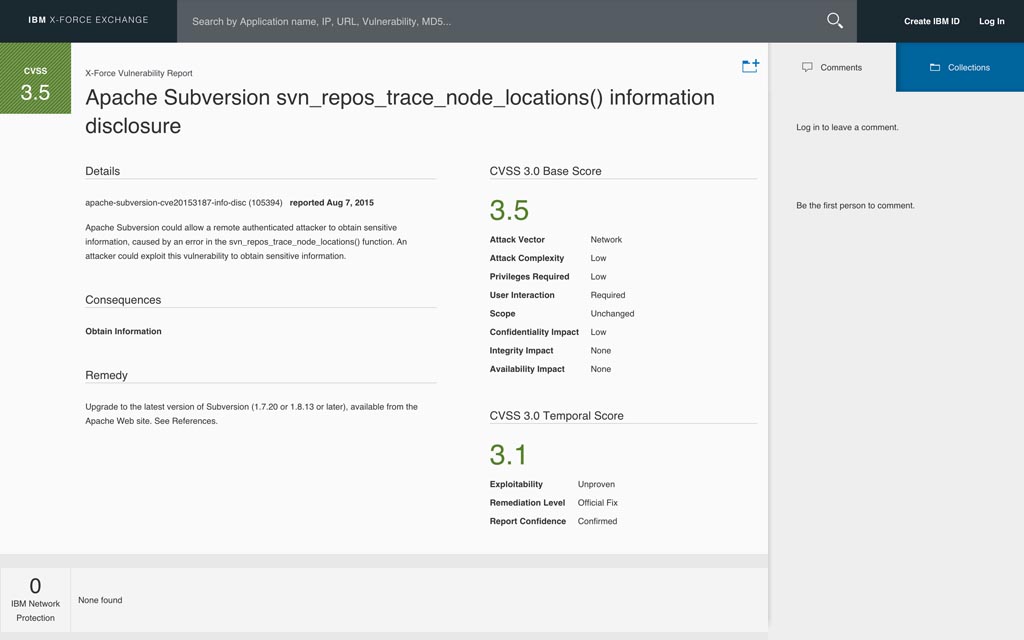 IBM X-FORCE EXCHANGE
Search by Application name, IP, URL, Vulnerability, MD5...
Create IBM ID
Log In
CVSS
3.5
X-Force Vulnerability Report
Apache Subversion svn_repos_trace_node_locations() information
disclosure
Details
apache-subversion-cve20153187-info-disc (105394) reported Aug 7, 2015
Apache Subversion could allow a remote authenticated attacker to obtain sensitive
information, caused by an error in the svn_repos_trace_node_locations() function. An
attacker could exploit this vulnerability to obtain sensitive information.
Consequences
Obtain Information
Remedy
Upgrade to the latest version of Subversion (1.7.20 or 1.8.13 or later), available from the
Apache Web site. See References.
CVSS 3.0 Base Score
3.5
Attack Vector Network
Attack Complexity Low
Privileges Required Low
User Interaction Required
Scope Unchanged
Confidentiality Impact Low
Integrity Impact None
Availability Impact None
CVSS 3.0 Temporal Score
3.1
Exploitability Unproven
Remediation Level Official Fix
Report Confidence Confirmed
Comments
Collections
Log in to leave a comment.
Be the first person to comment.
0
IBM Network
Protection
None found